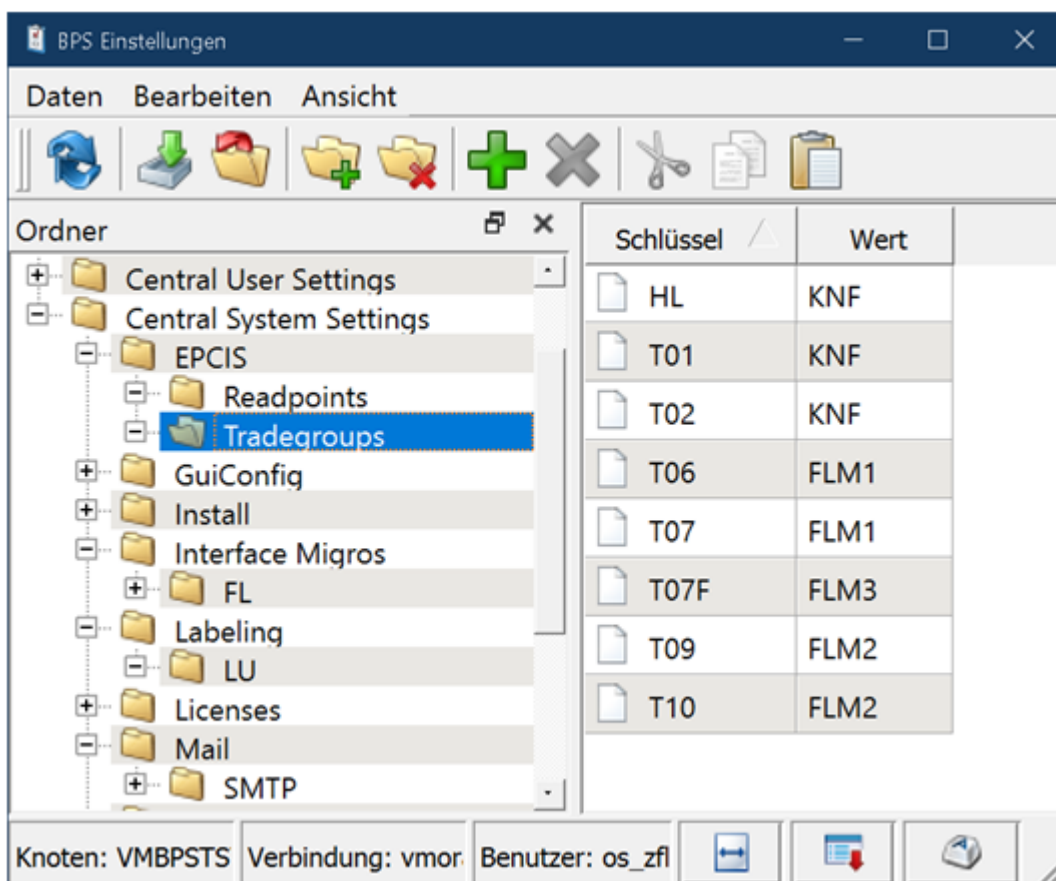 BPS Einstellungen
Daten Bearbeiten Ansicht
Ordner
Central User Settings
Central System Settings
EPCIS
Readpoints
Tradegroups
GuiConfig
Install
Interface Migros
FL
Labeling
LU
Licenses
Mail
SMTP
Schlüssel Wert
HL KNF
T01 KNF
T02 KNF
T06 FLM1
T07 FLM1
T07F FLM3
T09 FLM2
T10 FLM2
Knoten: VMBPSTS Verbindung: vmor Benutzer: os_zfl